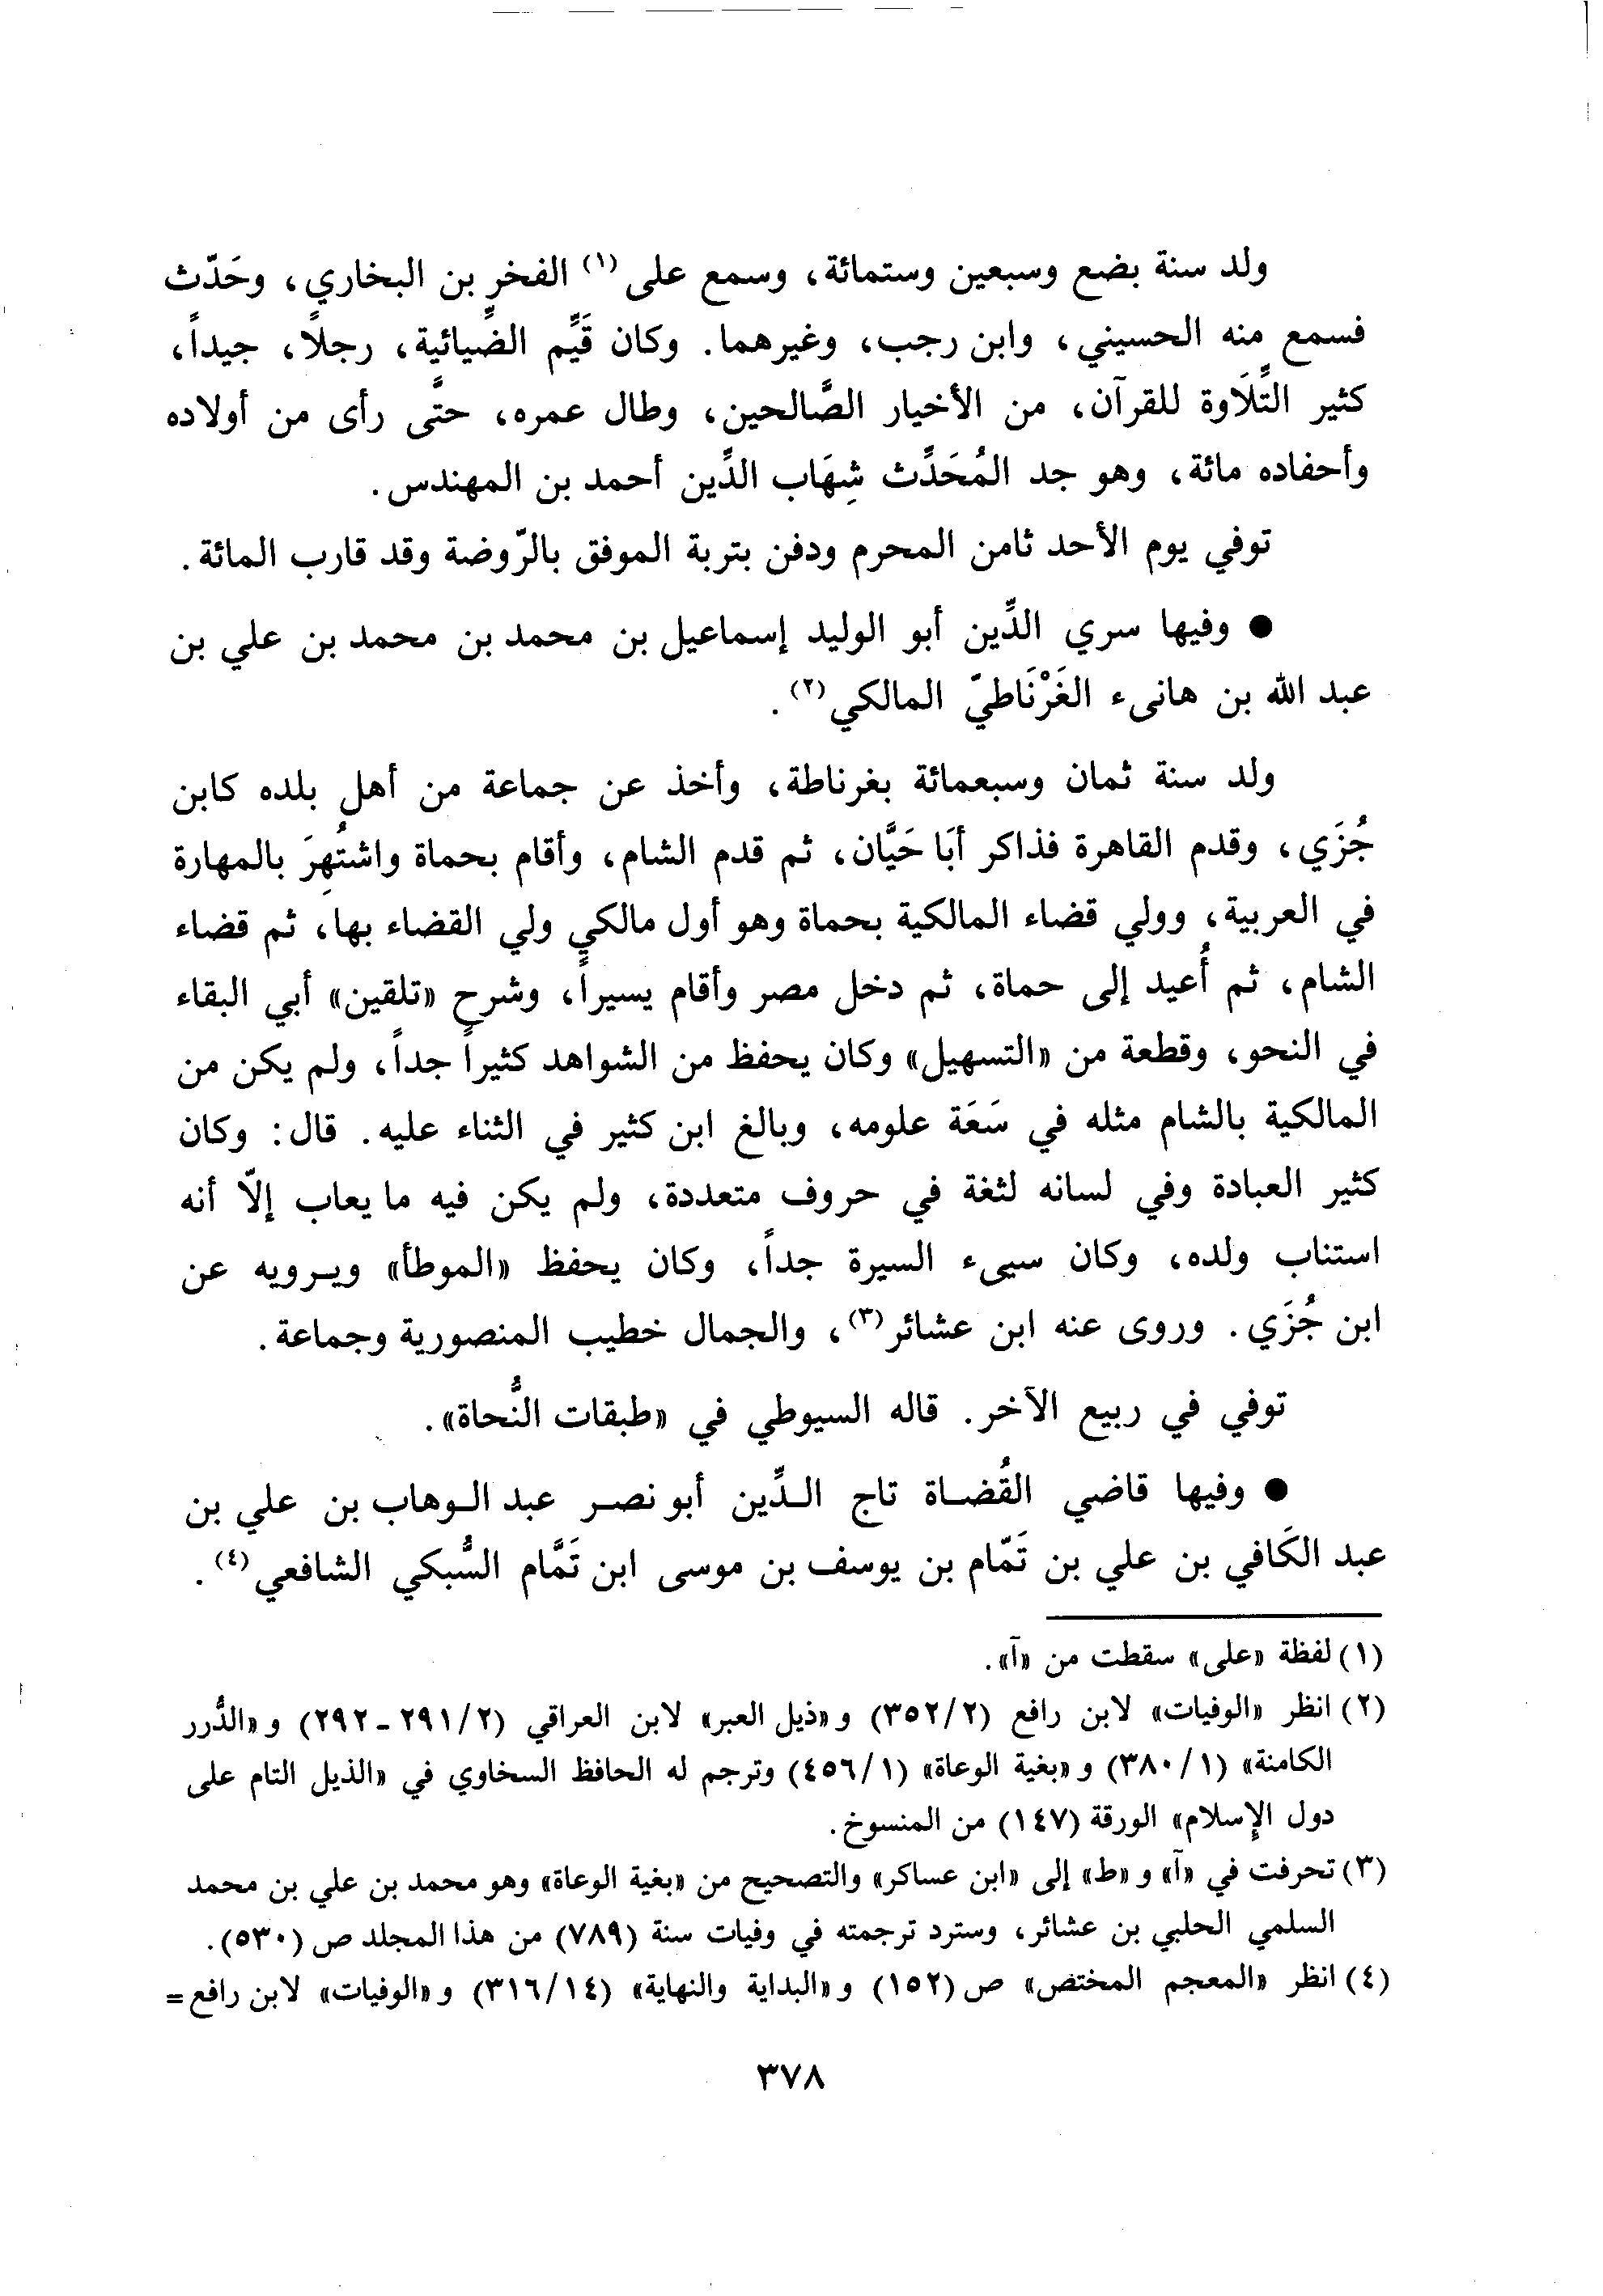 ولد سنة بضع وسبعين وستمائة، وسمع على (١) الفخر بن البخاري، وحَدّث
فسمع منه الحسيني، وابن رجب، وغيرهما. وكان قَيِّم الضِّيائية، رجلًا، جيداً،
كثير التِّلَاوة للقرآن، من الأخيار الصَّالحين، وطال عمره، حتَّى رأى من أولاده
وأحفاده مائة، وهو جد المُحَدِّث شِهَاب الدِّين أحمد بن المهندس.
توفي يوم الأحد ثامن المحرم ودفن بتربة الموفق بالرّوضة وقد قارب المائة.
● وفيها سري الدِّين أبو الوليد إسماعيل بن محمد بن محمد بن علي بن
عبد الله بن هانىء الغَرْنَاطيّ المالكي (٢).
ولد سنة ثمان وسبعمائة بغرناطة، وأخذ عن جماعة من أهل بلده كابن
جُزَي، وقدم القاهرة فذاكر أبَا حَيَّان، ثم قدم الشام، وأقام بحماة واشتُهِرَ بالمهارة
في العربية، وولي قضاء المالكية بحماة وهو أول مالكي ولي القضاء بها، ثم قضاء
الشام، ثم أُعيد إلى حماة، ثم دخل مصر وأقام يسيراً، وشرح «تلقين» أبي البقاء
في النحو، وقطعة من «التسهيل» وكان يحفظ من الشواهد كثيراً جداً، ولم يكن من
المالكية بالشام مثله في سَعَة علومه، وبالغ ابن كثير في الثناء عليه. قال: وكان
كثير العبادة وفي لسانه لثغة في حروف متعددة، ولم يكن فيه ما يعاب إلّا أنه
استناب ولده، وكان سيىء السيرة جداً، وكان يحفظ «الموطأ» ويرويه عن
ابن جُزَي. وروى عنه ابن عشائر (٣)، والجمال خطيب المنصورية وجماعة.
توفي في ربيع الآخر. قاله السيوطي في «طبقات النُّحاة».
● وفيها قاضي القُضاة تاج الدِّين أبو نصر عبد الوهاب بن علي بن
عبد الكَافي بن علي بن تَمّام بن يوسف بن موسى ابن تَمَّام السُّبكي الشافعي (٤).
(١) لفظة «على» سقطت من «آ».
(٢) انظر «الوفيات» لابن رافع (٣٥٢/٢) و «ذيل العبر» لابن العراقي (٢٩١/٢ ـ ٢٩٢) و «الدُّرر
الكامنة» (٣٨٠/١) و «بغية الوعاة» (٤٥٦/١) وترجم له الحافظ السخاوي في «الذيل التام على
دول الإسلام» الورقة (١٤٧) من المنسوخ.
(٣) تحرفت في «آ» و «ط» إلى «ابن عساكر» والتصحيح من «بغية الوعاة» وهو محمد بن علي بن محمد
السلمي الحلبي بن عشائر، وسترد ترجمته في وفيات سنة (٧٨٩) من هذا المجلد ص (٥٣٠).
(٤) انظر «المعجم المختص» ص (١٥٢) و «البداية والنهاية» (٣١٦/١٤) و «الوفيات» لابن رافع =
٣٧٨